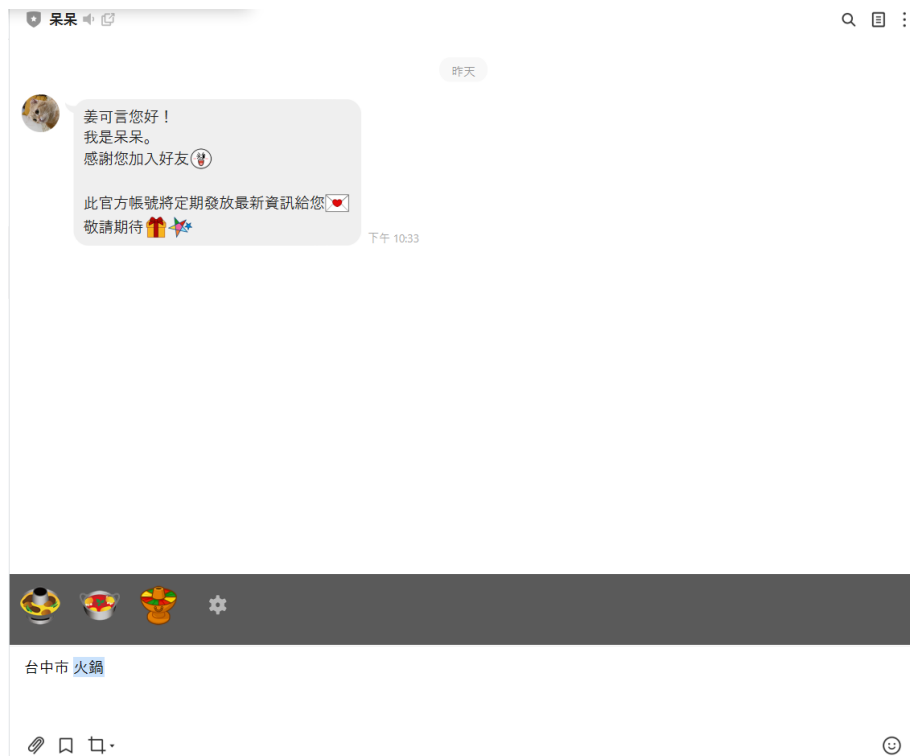 呆呆
昨天
姜可言您好！
我是呆呆。
感謝您加入好友
此官方帳號將定期發放最新資訊給您
敬請期待
下午 10:33
台中市 火鍋